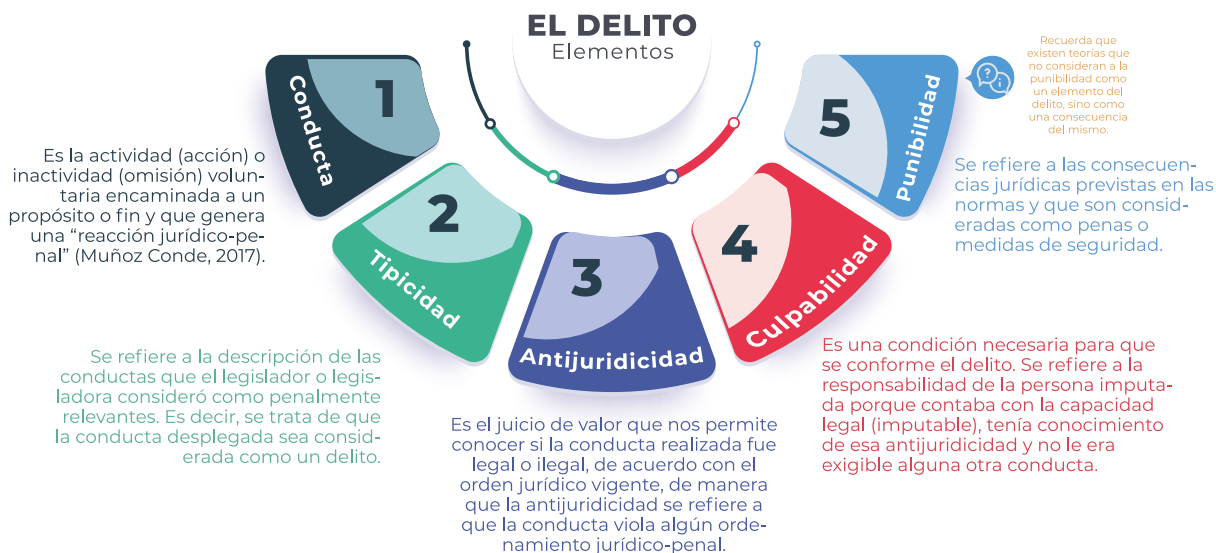 EL DELITO
Elementos
1
Conducta
Es la actividad (acción) o
inactividad (omisión) volun-
taria encaminada a un
propósito o fin y que genera
una “reacción jurídico-pe-
nal” (Muñoz Conde, 2017).
2
Tipicidad
Se refiere a la descripción de las
conductas que el legislador o legis-
ladora consideró como penalmente
relevantes. Es decir, se trata de que
la conducta desplegada sea consid-
erada como un delito.
3
Antijuridicidad
Es el juicio de valor que nos permite
conocer si la conducta realizada fue
legal o ilegal, de acuerdo con el
orden jurídico vigente, de manera
que la antijuridicidad se refiere a
que la conducta viola algún orde-
namiento jurídico-penal.
4
Culpabilidad
Es una condición necesaria para que
se conforme el delito. Se refiere a la
responsabilidad de la persona imputa-
da porque contaba con la capacidad
legal (imputable), tenía conocimiento
de esa antijuridicidad y no le era
exigible alguna otra conducta.
5
Punibilidad
Recuerda que
existen teorías que
no consideran a la
punibilidad como
un elemento del
delito, sino como
una consecuencia
del mismo.
Se refiere a las consecuen-
cias jurídicas previstas en las
normas y que son consid-
eradas como penas o
medidas de seguridad.